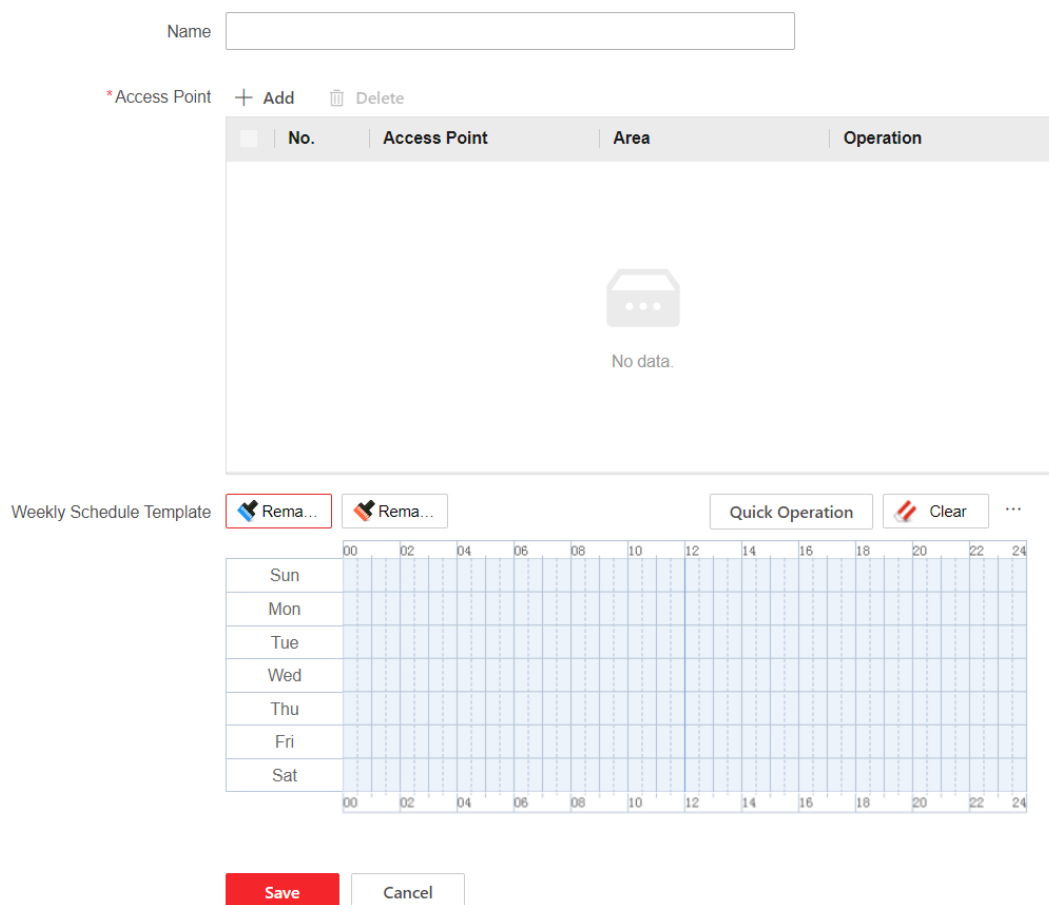 Name
*Access Point + Add Delete
No. Access Point Area Operation
No data.
Weekly Schedule Template Rema... Rema... Quick Operation Clear ...
00 02 04 06 08 10 12 14 16 18 20 22 24
Sun
Mon
Tue
Wed
Thu
Fri
Sat
00 02 04 06 08 10 12 14 16 18 20 22 24
Save Cancel